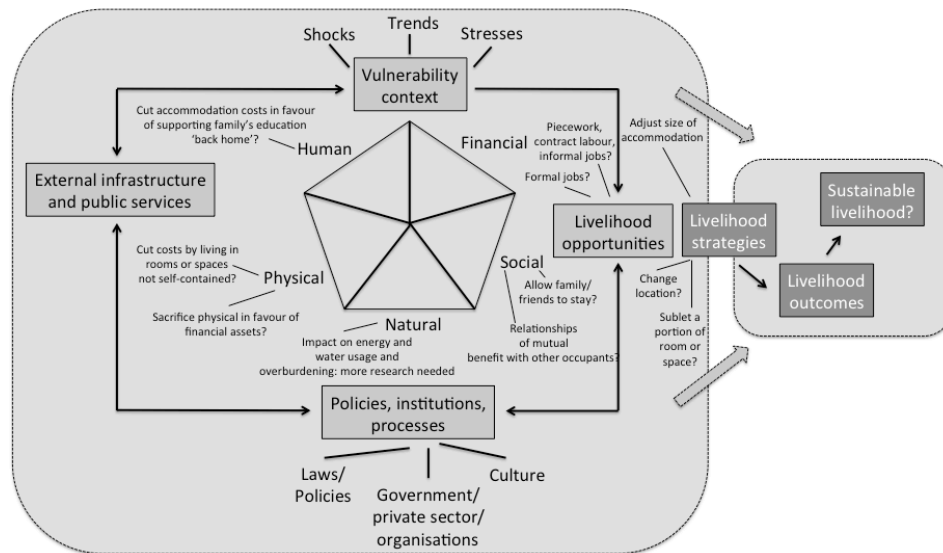 Trends
Shocks
Stresses
Vulnerability
context
Cut accommodation costs in favour
of supporting family's education
'back home'?
Human
Financial
Piecework,
contract labour,
informal jobs?
Formal jobs?
Adjust size of
accommodation
External infrastructure
and public services
Livelihood
opportunities
Livelihood
strategies
Sustainable
livelihood?
Livelihood
outcomes
Cut costs by living in
rooms or spaces
not self-contained?
Physical
Sacrifice physical in favour of
financial assets?
Social
Allow family/
friends to stay?
Change
location?
Sublet a
portion of
room or
space?
Natural
Impact on energy and
water usage and
overburdening: more research needed
Relationships
of mutual
benefit with other occupants?
Policies, institutions,
processes
Laws/
Policies
Government/
private sector/
organisations
Culture